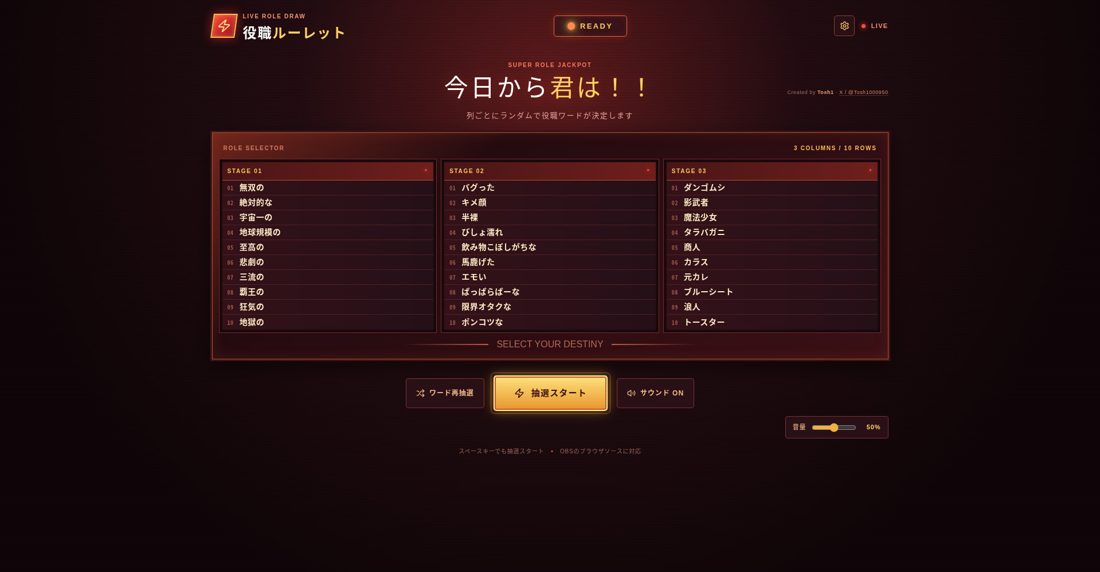 LIVE ROLE DRAW
役職ルーレット
READY
LIVE
SUPER ROLE JACKPOT
今日から君は！！
列ごとにランダムで役職ワードが決定します
Created by Tosh1 · X / @Tosh1000950
ROLE SELECTOR
3 COLUMNS / 10 ROWS
STAGE 01
01 無双の
02 絶対的な
03 宇宙一の
04 地球規模の
05 至高の
06 悲劇の
07 三流の
08 覇王の
09 狂気の
10 地獄の
STAGE 02
01 バグった
02 キメ顔
03 半裸
04 びしょ濡れ
05 飲み物こぼしがちな
06 馬鹿げた
07 エモい
08 ぱっぱらぱーな
09 限界オタクな
10 ポンコツな
STAGE 03
01 ダンゴムシ
02 影武者
03 魔法少女
04 タラバガニ
05 商人
06 カラス
07 元カレ
08 ブルーシート
09 浪人
10 トースター
SELECT YOUR DESTINY
ワード再抽選
抽選スタート
サウンド ON
音量
50%
スペースキーでも抽選スタート • OBSのブラウザソースに対応